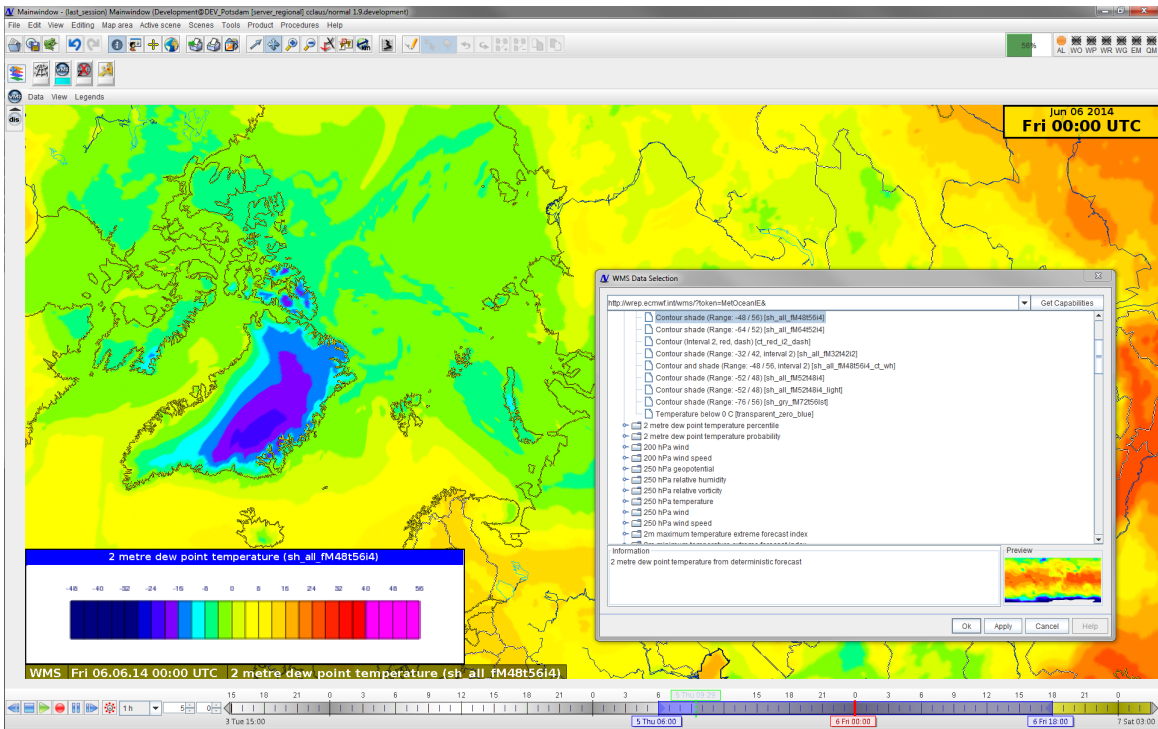 Mainwindow - (last_session) Mainwindow (Development@DEV_Potsdam [server_regional] cclaus/normal 1.9.development)
File Edit View Editing Map area Active scene Scenes Tools Product Procedures Help
56%
AL WO WP WR WG EM QM
WMS Data View Legends
dis
Jun 06 2014
Fri 00:00 UTC
WMS Data Selection
http://wrep.ecmwf.int/wms/?token=MetOceanIE& Get Capabilities
Contour shade (Range: -48 / 56) [sh_all_fM48t56i4]
Contour shade (Range: -64 / 52) [sh_all_fM64t52i4]
Contour (interval 2, red, dash) [ct_red_i2_dash]
Contour shade (Range: -32 / 42, interval 2) [sh_all_fM32t42i2]
Contour and shade (Range: -48 / 56, interval 2) [sh_all_fM48t56i4_ct_wh]
Contour shade (Range: -52 / 48) [sh_all_fM52t48i4]
Contour shade (Range: -52 / 48) [sh_all_fM52t48i4_light]
Contour shade (Range: -76 / 56) [sh_gry_fM72t56lst]
Temperature below 0 C [transparent_zero_blue]
2 metre dew point temperature percentile
2 metre dew point temperature probability
200 hPa wind
200 hPa wind speed
250 hPa geopotential
250 hPa relative humidity
250 hPa relative vorticity
250 hPa temperature
250 hPa wind
250 hPa wind speed
2m maximum temperature extreme forecast index
Information
2 metre dew point temperature from deterministic forecast
Preview
Ok Apply Cancel Help
2 metre dew point temperature (sh_all_fM48t56i4)
-48 -40 -32 -24 -16 -8 0 8 16 24 32 40 48 56
WMS Fri 06.06.14 00:00 UTC 2 metre dew point temperature (sh_all_fM48t56i4)
15 18 21 0 3 6 9 12 15 18 21 0 3 6 5 Thu 09:29 15 18 21 0 3 6 9 12 15 18 21 0
1 h 5 0
3 Tue 15:00 5 Thu 06:00 6 Fri 00:00 6 Fri 18:00 7 Sat 03:00